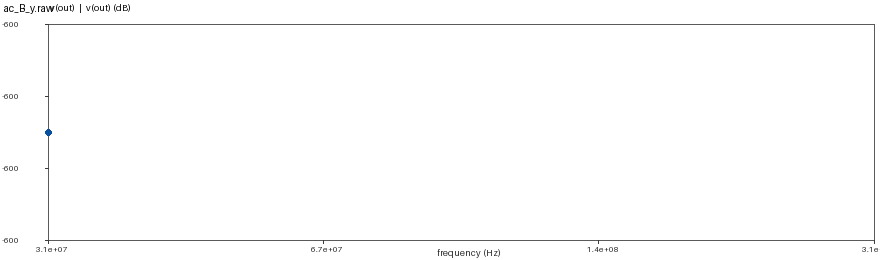 ac_B_y.raw v(out) | v(out) (dB)
-600
-600
-600
-600
3.1e+07
6.7e+07
1.4e+08
3.1e
frequency (Hz)